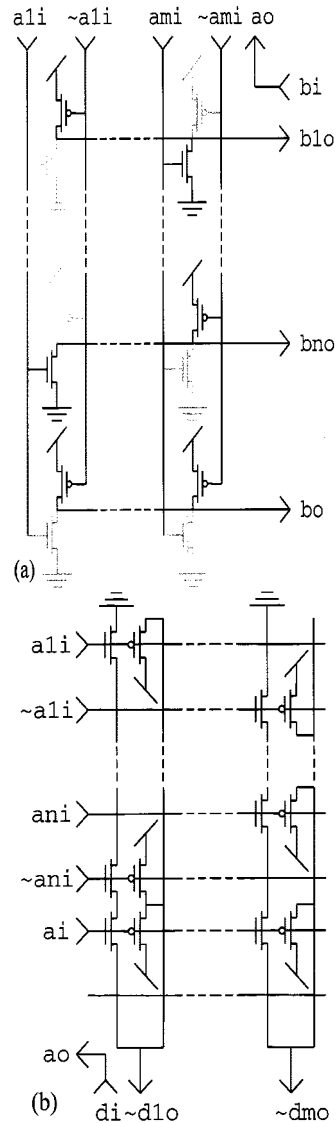 a1i ~a1i ami ~ami ao
bi
b1o
bno
bo
(a)
a1i
~a1i
ani
~ani
ai
ao
(b) di ~d1o ~dmo